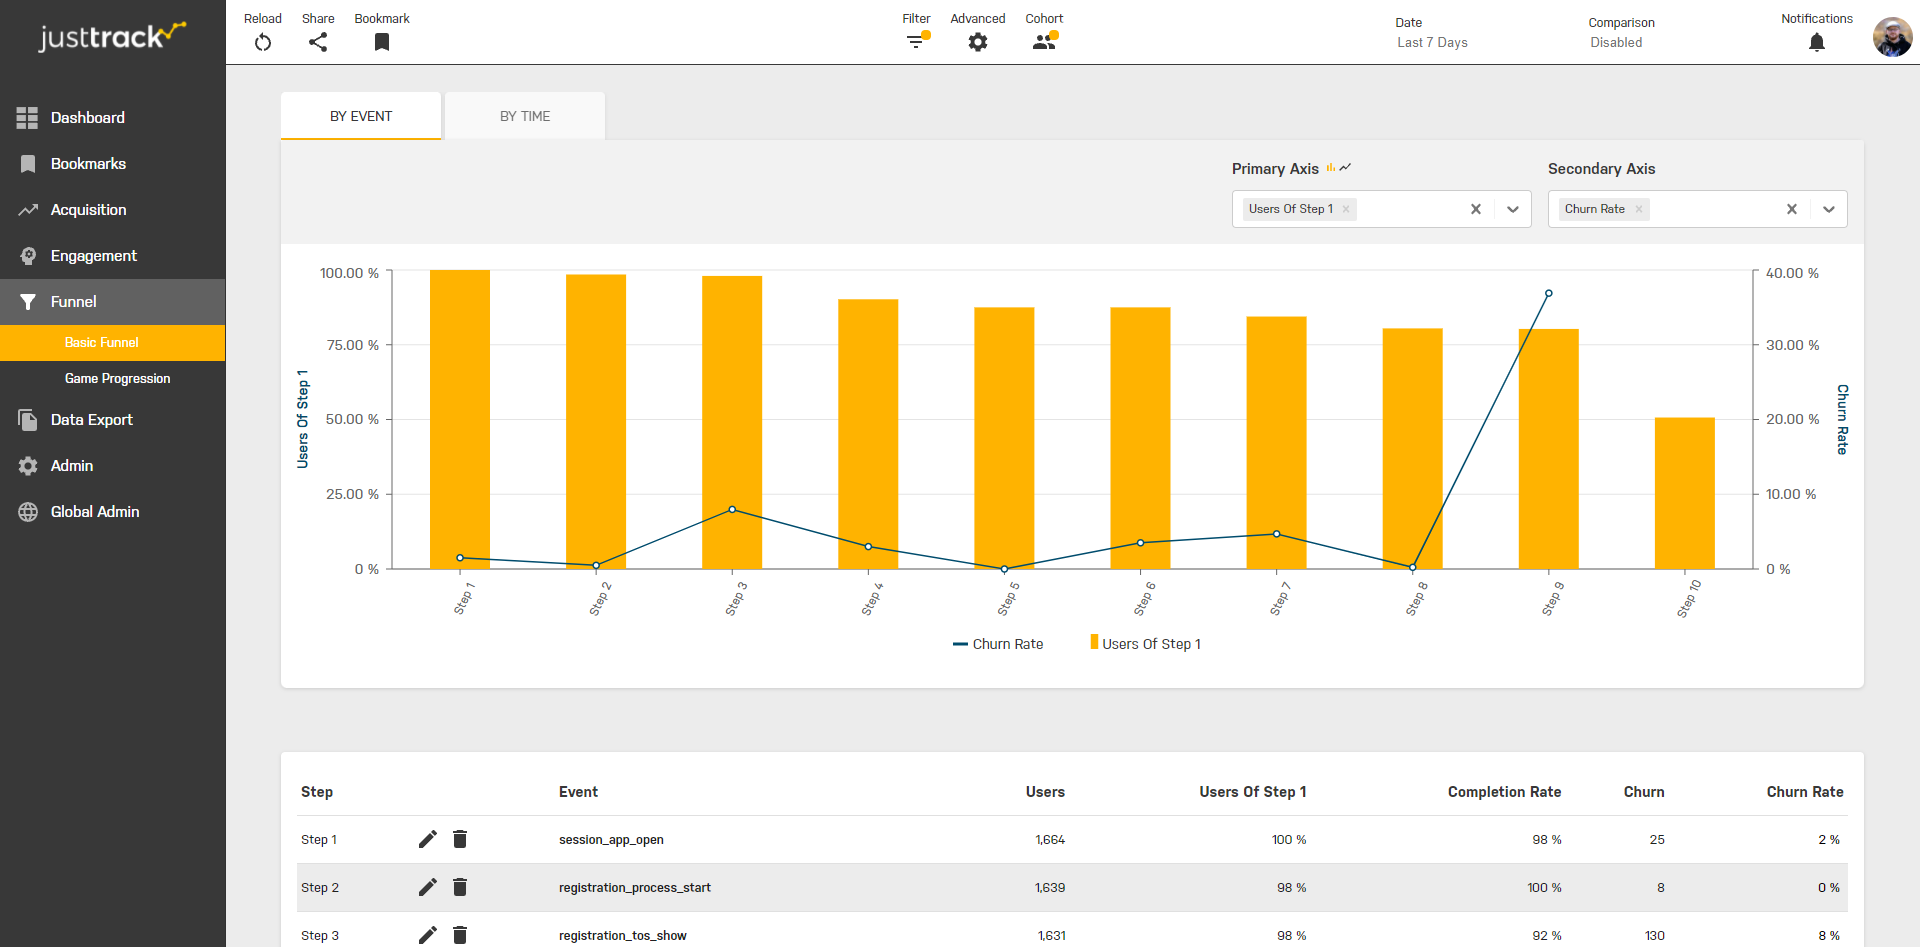 justtrack
Reload
Share
Bookmark
Filter
Advanced
Cohort
Date
Last 7 Days
Comparison
Disabled
Notifications
Dashboard
Bookmarks
Acquisition
Engagement
Funnel
Basic Funnel
Game Progression
Data Export
Admin
Global Admin
BY EVENT
BY TIME
Primary Axis
Users Of Step 1
Secondary Axis
Churn Rate
100.00 %
75.00 %
50.00 %
25.00 %
0 %
Users Of Step 1
40.00 %
30.00 %
20.00 %
10.00 %
0 %
Churn Rate
Step 1
Step 2
Step 3
Step 4
Step 5
Step 6
Step 7
Step 8
Step 9
Step 10
Churn Rate
Users Of Step 1
Step Event Users Users Of Step 1 Completion Rate Churn Churn Rate
Step 1 session_app_open 1,664 100 % 98 % 25 2 %
Step 2 registration_process_start 1,639 98 % 100 % 8 0 %
Step 3 registration_tos_show 1,631 98 % 92 % 130 8 %